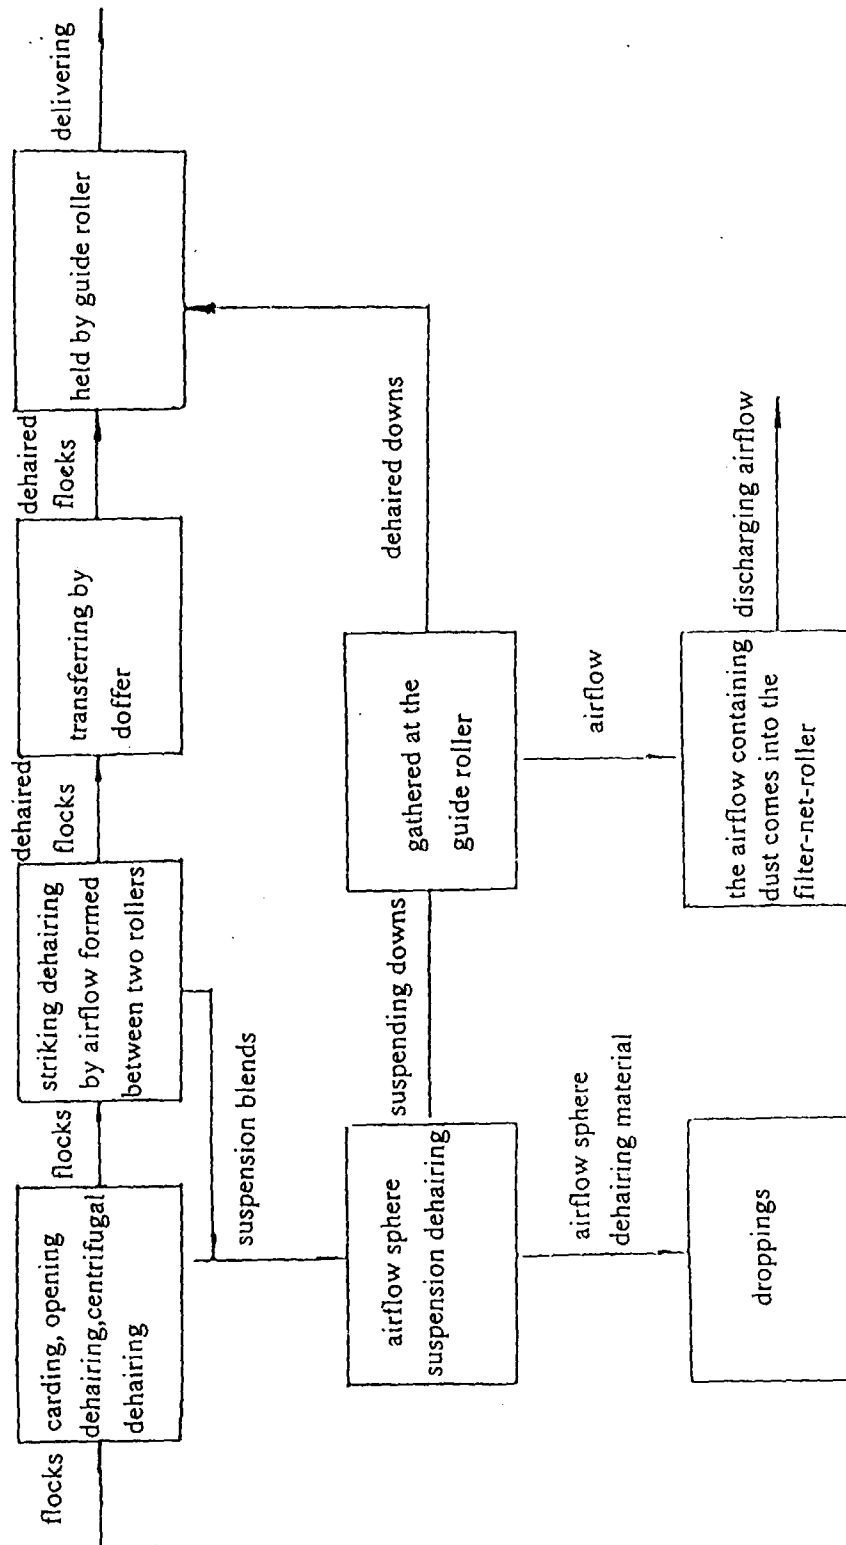 flocks
carding, opening
dehairing,centrifugal
dehairing
flocks
striking dehairing
by airflow formed
between two rollers
dehaired
flocks
transferring by
doffer
dehaired
flocks
held by guide roller
delivering
suspension blends
airflow sphere
suspension dehairing
suspending downs
gathered at the
guide roller
dehaired downs
airflow sphere
dehairing material
airflow
droppings
the airflow containing
dust comes into the
filter-net-roller
discharging airflow